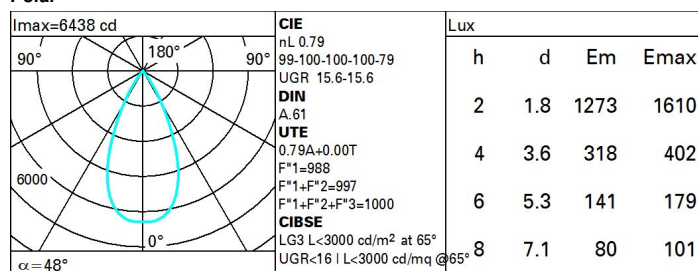 Imax=6438 cd
90°
180°
90°
6000
0°
α=48°
CIE
nL 0.79
99-100-100-100-79
UGR 15.6-15.6
DIN
A.61
UTE
0.79A+0.00T
F"1=988
F"1+F"2=997
F"1+F"2+F"3=1000
CIBSE
LG3 L<3000 cd/m² at 65°
UGR<16 | L<3000 cd/mq @65°
Lux
h d Em Emax
2 1.8 1273 1610
4 3.6 318 402
6 5.3 141 179
8 7.1 80 101